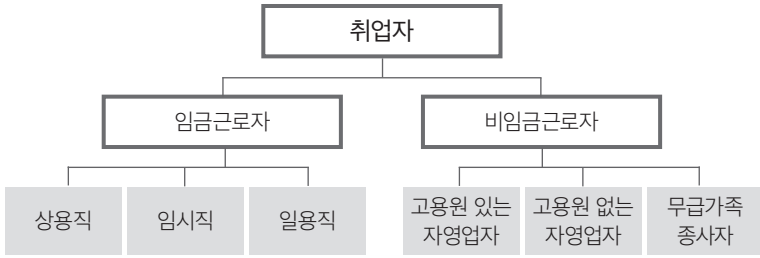 취업자
임금근로자
비임금근로자
상용직
임시직
일용직
고용원 있는
자영업자
고용원 없는
자영업자
무급가족
종사자